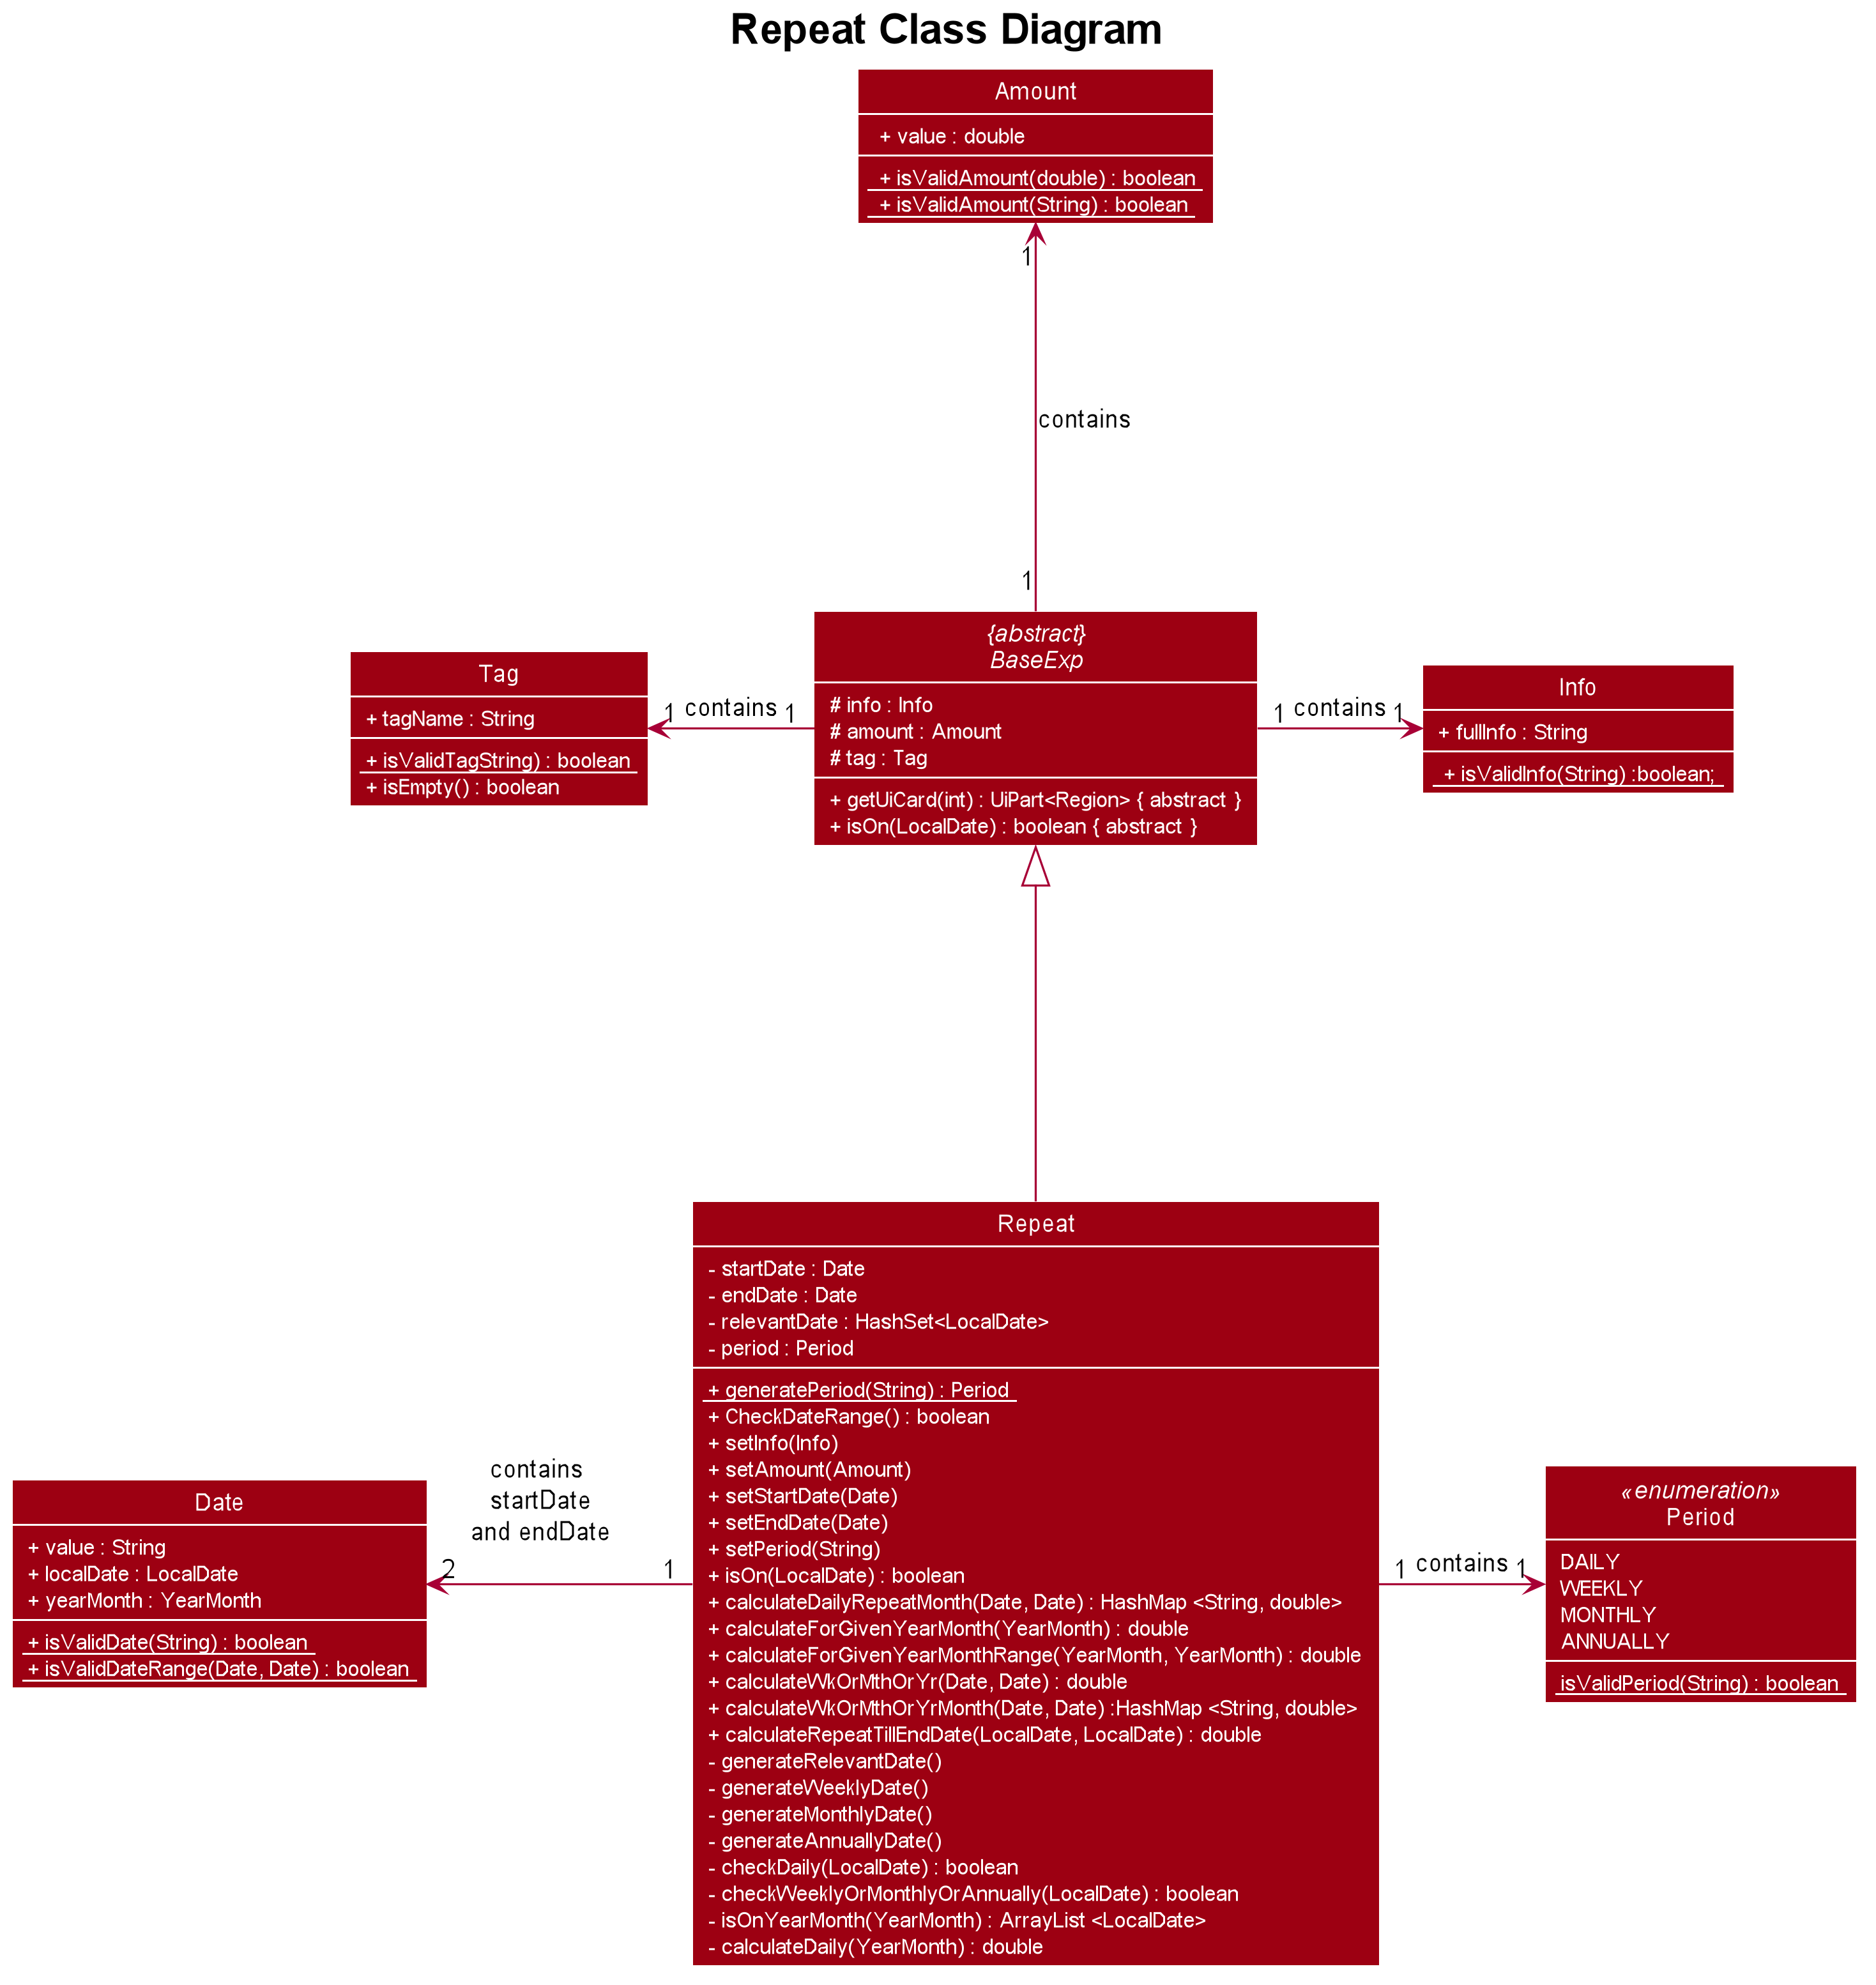 Repeat Class Diagram
Amount
+ value : double
+ isValidAmount(double) : boolean
+ isValidAmount(String) : boolean
1
contains
1
{abstract}
BaseExp
# info : Info
# amount : Amount
# tag : Tag
+ getUiCard(int) : UiPart<Region> { abstract }
+ isOn(LocalDate) : boolean { abstract }
Tag
+ tagName : String
+ isValidTagString) : boolean
+ isEmpty() : boolean
1 contains 1
1 contains 1
Info
+ fullInfo : String
+ isValidInfo(String) :boolean;
Repeat
- startDate : Date
- endDate : Date
- relevantDate : HashSet<LocalDate>
- period : Period
+ generatePeriod(String) : Period
+ CheckDateRange() : boolean
+ setInfo(Info)
+ setAmount(Amount)
+ setStartDate(Date)
+ setEndDate(Date)
+ setPeriod(String)
+ isOn(LocalDate) : boolean
+ calculateDailyRepeatMonth(Date, Date) : HashMap <String, double>
+ calculateForGivenYearMonth(YearMonth) : double
+ calculateForGivenYearMonthRange(YearMonth, YearMonth) : double
+ calculateWkOrMthOrYr(Date, Date) : double
+ calculateWkOrMthOrYrMonth(Date, Date) :HashMap <String, double>
+ calculateRepeatTillEndDate(LocalDate, LocalDate) : double
- generateRelevantDate()
- generateWeeklyDate()
- generateMonthlyDate()
- generateAnnuallyDate()
- checkDaily(LocalDate) : boolean
- checkWeeklyOrMonthlyOrAnnually(LocalDate) : boolean
- isOnYearMonth(YearMonth) : ArrayList <LocalDate>
- calculateDaily(YearMonth) : double
contains
startDate
and endDate
2 1
Date
+ value : String
+ localDate : LocalDate
+ yearMonth : YearMonth
+ isValidDate(String) : boolean
+ isValidDateRange(Date, Date) : boolean
1 contains 1
«enumeration»
Period
DAILY
WEEKLY
MONTHLY
ANNUALLY
isValidPeriod(String) : boolean